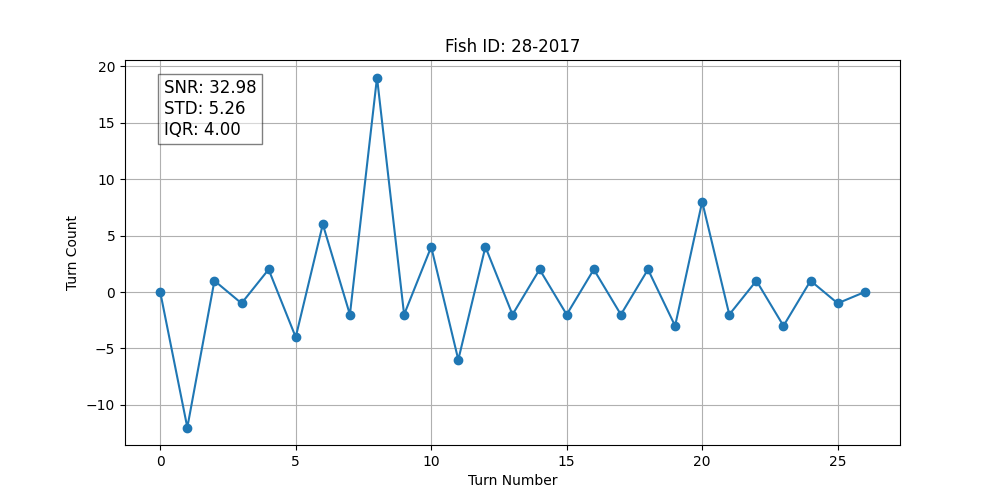 Fish ID: 28-2017
SNR: 32.98
STD: 5.26
IQR: 4.00
20
15
10
5
0
−5
−10
Turn Count
0 5 10 15 20 25
Turn Number